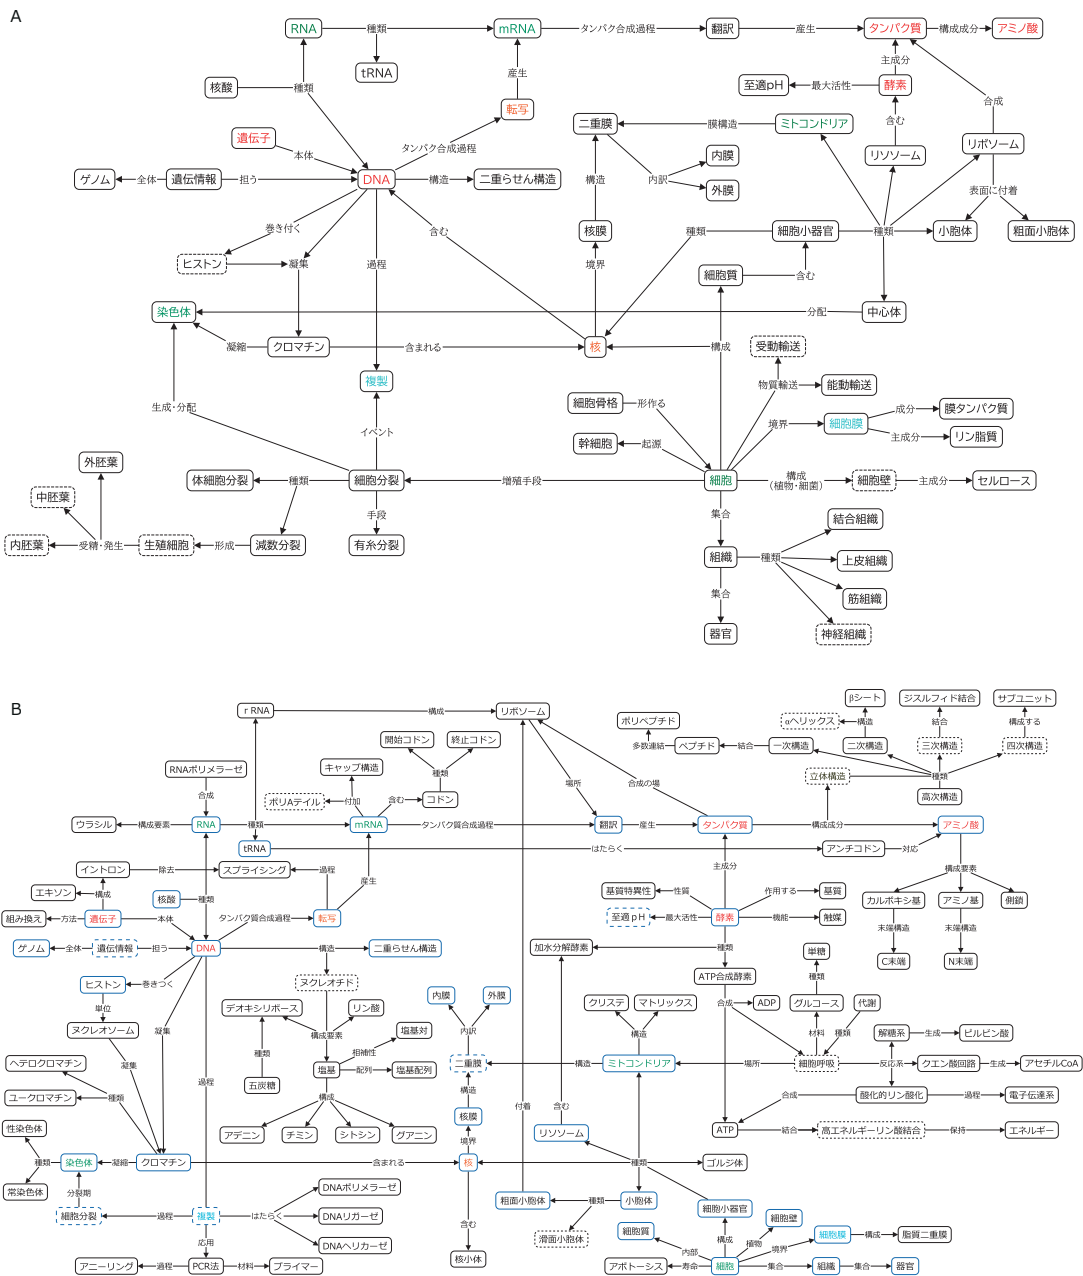 A
RNA 種類 mRNA タンパク合成過程 翻訳 産生 タンパク質 構成成分 アミノ酸
tRNA
主成分
核酸 種類 産生 至適pH 最大活性 酵素
転写 合成
二重膜 膜構造 ミトコンドリア 含む
遺伝子 リボソーム
本体 タンパク合成過程 内膜 リソソーム
ゲノム 全体 遺伝情報 担う DNA 構造 二重らせん構造 構造 内訳
外膜 表面に付着
巻き付く 含む 核膜 種類 細胞小器官 種類 小胞体 粗面小胞体
ヒストン 凝集 過程 境界
細胞質 含む
染色体 分配 中心体
凝縮 クロマチン 含まれる 核 構成 受動輸送
複製 物質輸送 能動輸送
生成・分配 細胞骨格 形作る 成分 膜タンパク質
境界 細胞膜
イベント 主成分 リン脂質
幹細胞 起源
外胚葉
体細胞分裂 種類 細胞分裂 増殖手段 細胞 構成
(植物・細菌) 細胞壁 主成分 セルロース
中胚葉
手段 集合 結合組織
内胚葉 受精・発生 生殖細胞 形成 減数分裂 有糸分裂
組織 種類 上皮組織
集合 筋組織
器官 神経組織
B
r RNA 構成 リボソーム βシート ジスルフィド結合 サブユニット
ポリペプチド αヘリックス 構造 結合 構成する
開始コドン 終止コドン 多数連結 ペプチド 結合 一次構造 二次構造 三次構造 四次構造
RNAポリメラーゼ キャップ構造 種類 立体構造 種類
合成 ポリAテイル 付加 含む コドン 場所 合成の場 高次構造
ウラシル 構成要素 RNA 種類 mRNA タンパク質合成過程 翻訳 産生 タンパク質 構成成分 アミノ酸
tRNA はたらく アンチコドン 対応
イントロン 除去 スプライシング 過程 主成分 構成要素
産生
エキソン 構成 核酸 種類 基質特異性 性質 作用する 基質 カルボキシ基 アミノ基 側鎖
組み換え 方法 遺伝子 本体 タンパク質合成過程 転写 至適 pH 最大活性 酵素 機能 触媒 末端構造 末端構造
ゲノム 全体 遺伝情報 担う DNA 構造 二重らせん構造 加水分解酵素 種類 単糖 C末端 N末端
ヒストン 巻きつく ヌクレオチド ATP合成酵素 種類
単位 デオキシリボース リン酸 内膜 外膜 クリステ マトリックス 合成 ADP グルコース 代謝
ヌクレオソーム 凝集 構成要素 塩基対 内訳 構造 材料 種類 解糖系 生成 ピルビン酸
種類 相補性
ヘテロクロマチン 凝集 塩基 配列 塩基配列 二重膜 構造 ミトコンドリア 場所 細胞呼吸 反応系 クエン酸回路 生成 アセチルCoA
過程 五炭糖
ユークロマチン 種類 構成 構造 付着 含む 合成 酸化的リン酸化 過程 電子伝達系
核膜
性染色体 アデニン チミン シトシン グアニン リソソーム ATP 結合 高エネルギーリン酸結合 保持 エネルギー
境界
種類 染色体 凝縮 クロマチン 含まれる 核 種類 ゴルジ体
常染色体 分裂期 DNAポリメラーゼ 粗面小胞体 種類 小胞体 細胞小器官
細胞分裂 過程 複製 はたらく DNAリガーゼ 含む 滑面小胞体 細胞質 細胞壁
応用 DNAヘリカーゼ 構成 植物 細胞膜 構成 脂質二重膜
核小体 内部 境界
アニーリング 過程 PCR法 材料 プライマー アポトーシス 寿命 細胞 集合 組織 集合 器官